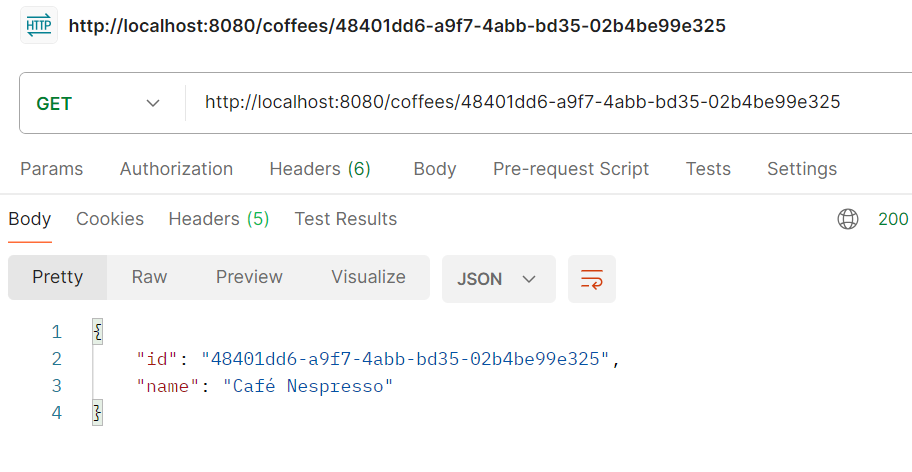 HTTP http://localhost:8080/coffees/48401dd6-a9f7-4abb-bd35-02b4be99e325
GET http://localhost:8080/coffees/48401dd6-a9f7-4abb-bd35-02b4be99e325
Params Authorization Headers (6) Body Pre-request Script Tests Settings
Body Cookies Headers (5) Test Results 200
Pretty Raw Preview Visualize JSON
1 {
2 "id": "48401dd6-a9f7-4abb-bd35-02b4be99e325",
3 "name": "Café Nespresso"
4 }